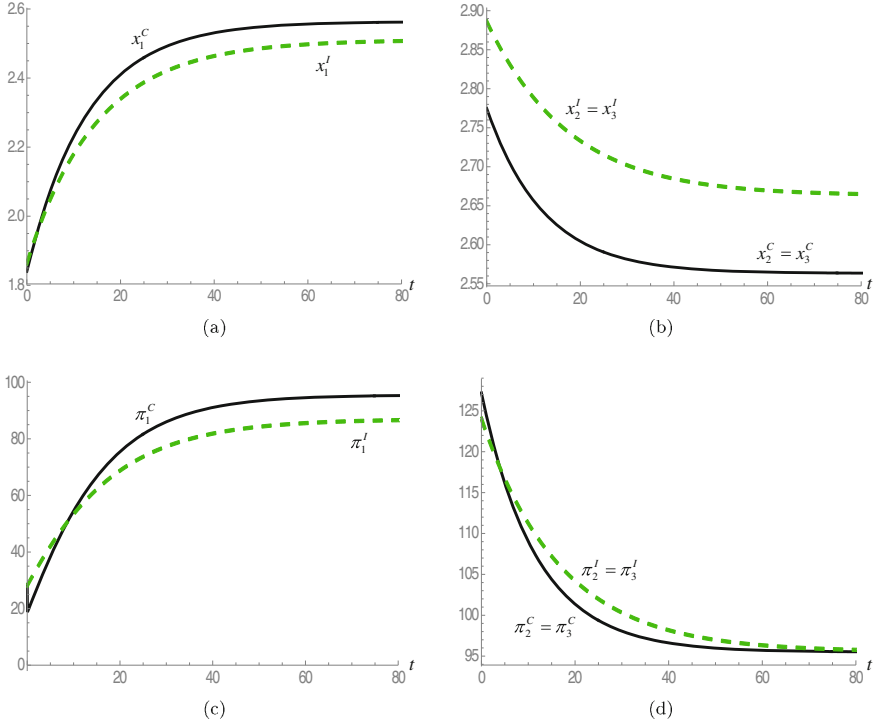 2.6
2.4
2.2
2.0
1.8
0 20 40 60 80
t
x_1^C
x_1^I
(a)
2.90
2.80
2.75
2.70
2.65
2.60
2.55
0 20 40 60 80
t
x_2^I = x_3^I
x_2^C = x_3^C
(b)
100
80
60
40
20
0
20 40 60 80
t
π_1^C
π_1^I
(c)
125
120
115
110
105
100
95
0 20 40 60 80
t
π_2^I = π_3^I
π_2^C = π_3^C
(d)